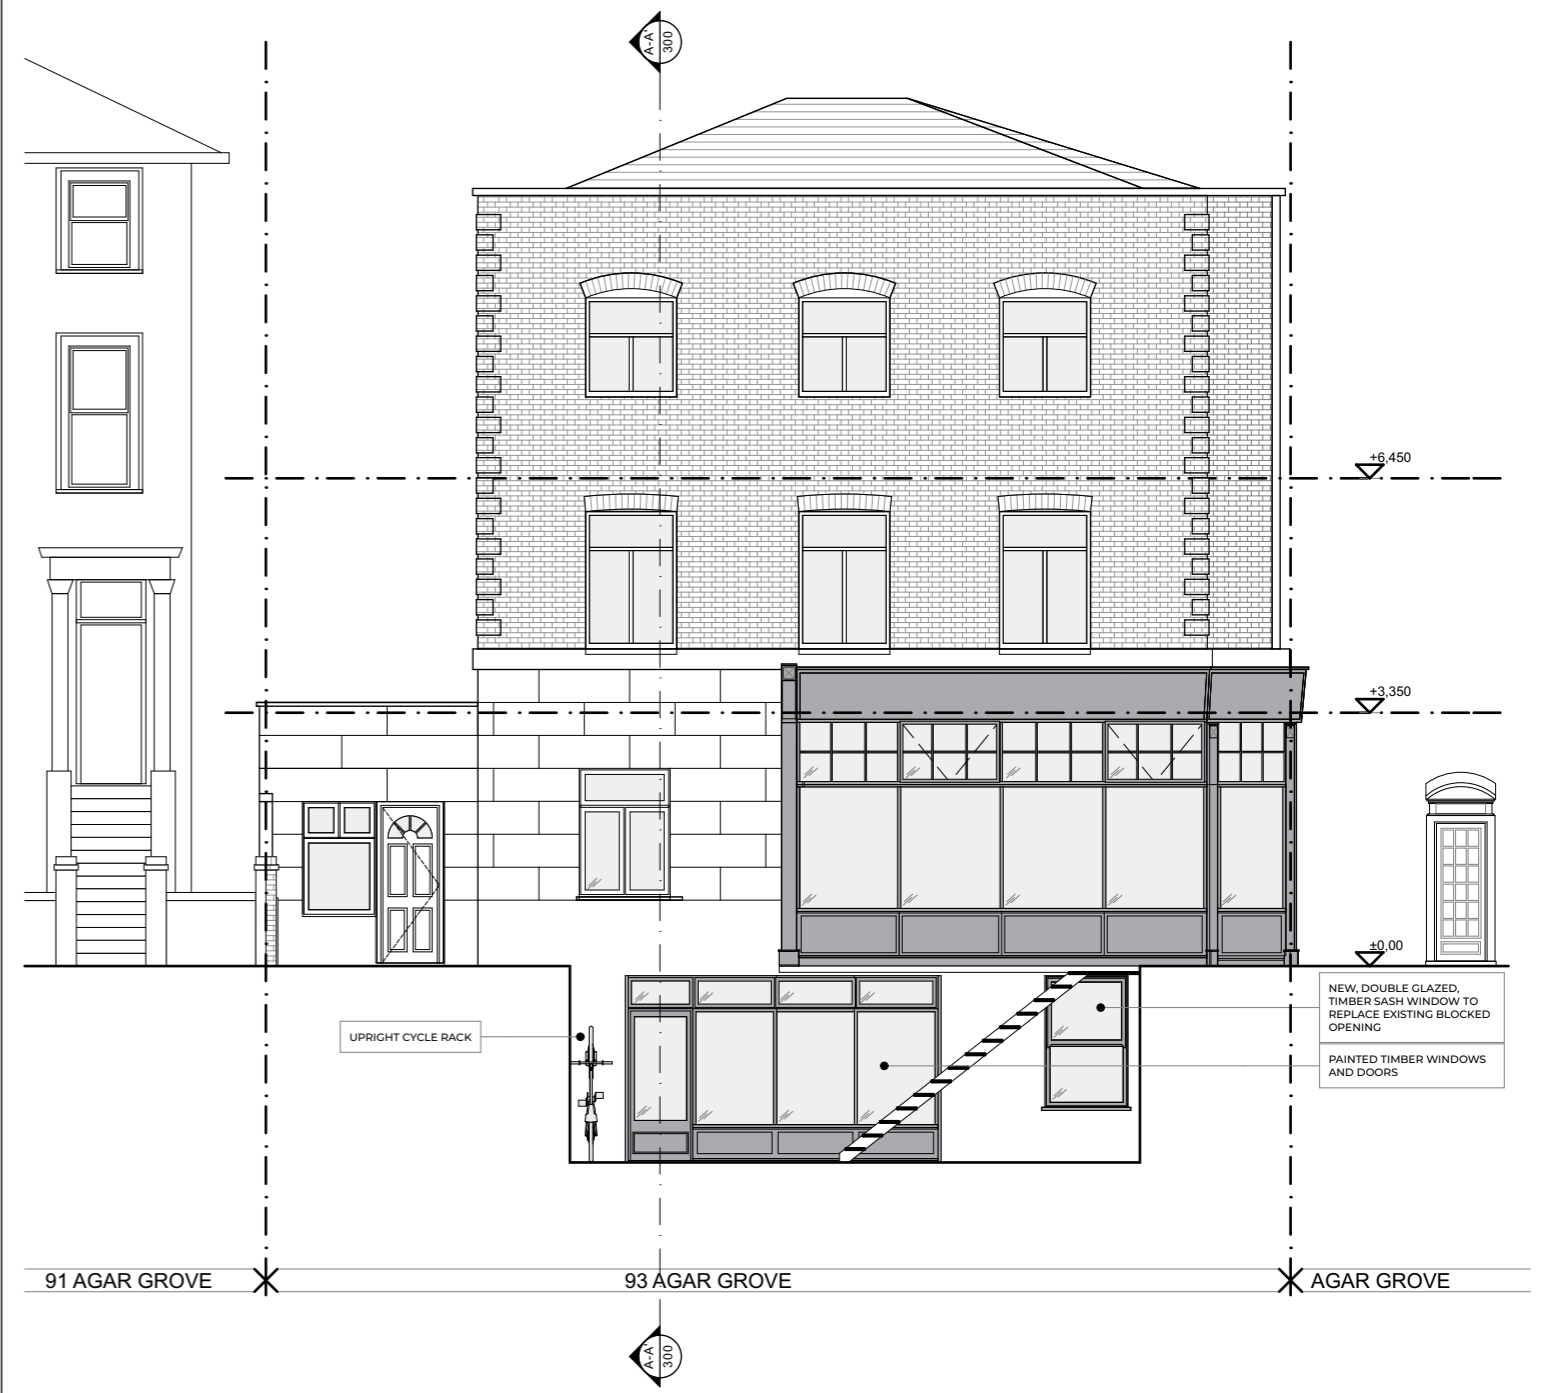 A-A'
300
+6,450
+3,350
±0,00
NEW, DOUBLE GLAZED,
TIMBER SASH WINDOW TO
REPLACE EXISTING BLOCKED
OPENING
UPRIGHT CYCLE RACK
PAINTED TIMBER WINDOWS
AND DOORS
91 AGAR GROVE
93 AGAR GROVE
AGAR GROVE
A-A'
300